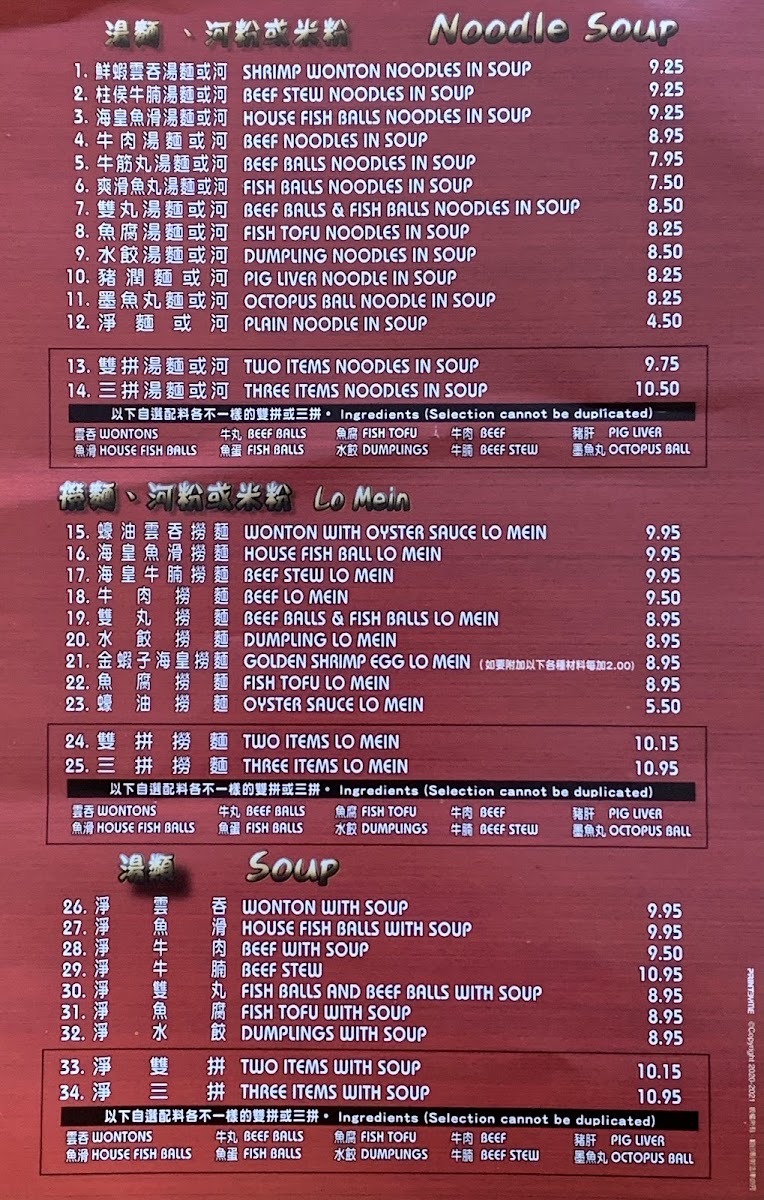 湯麵、河粉或米粉 Noodle Soup
1. 鮮蝦雲吞湯麵或河 SHRIMP WONTON NOODLES IN SOUP 9.25
2. 柱侯牛腩湯麵或河 BEEF STEW NOODLES IN SOUP 9.25
3. 海皇魚滑湯麵或河 HOUSE FISH BALLS NOODLES IN SOUP 9.25
4. 牛肉湯麵或河 BEEF NOODLES IN SOUP 8.95
5. 牛筋丸湯麵或河 BEEF BALLS NOODLES IN SOUP 7.95
6. 爽滑魚丸湯麵或河 FISH BALLS NOODLES IN SOUP 7.50
7. 雙丸湯麵或河 BEEF BALLS & FISH BALLS NOODLES IN SOUP 8.50
8. 魚腐湯麵或河 FISH TOFU NOODLES IN SOUP 8.25
9. 水餃湯麵或河 DUMPLING NOODLES IN SOUP 8.50
10. 豬潤麵或河 PIG LIVER NOODLE IN SOUP 8.25
11. 墨魚丸麵或河 OCTOPUS BALL NOODLE IN SOUP 8.25
12. 淨麵或河 PLAIN NOODLE IN SOUP 4.50
13. 雙拼湯麵或河 TWO ITEMS NOODLES IN SOUP 9.75
14. 三拼湯麵或河 THREE ITEMS NOODLES IN SOUP 10.50
以下自選配料各不一樣的雙拼或三拼。 Ingredients (Selection cannot be duplicated)
雲吞 WONTONS 牛丸 BEEF BALLS 魚腐 FISH TOFU 牛肉 BEEF 豬肝 PIG LIVER
魚滑 HOUSE FISH BALLS 魚蛋 FISH BALLS 水餃 DUMPLINGS 牛腩 BEEF STEW 墨魚丸 OCTOPUS BALL
撈麵、河粉或米粉 Lo Mein
15. 蠔油雲吞撈麵 WONTON WITH OYSTER SAUCE LO MEIN 9.95
16. 海皇魚滑撈麵 HOUSE FISH BALL LO MEIN 9.95
17. 海皇牛腩撈麵 BEEF STEW LO MEIN 9.95
18. 牛肉撈麵 BEEF LO MEIN 9.50
19. 雙丸撈麵 BEEF BALLS & FISH BALLS LO MEIN 8.95
20. 水餃撈麵 DUMPLING LO MEIN 8.95
21. 金蝦子海皇撈麵 GOLDEN SHRIMP EGG LO MEIN (如要附加以下各種材料每加2.00) 8.95
22. 魚腐撈麵 FISH TOFU LO MEIN 8.95
23. 蠔油撈麵 OYSTER SAUCE LO MEIN 5.50
24. 雙拼撈麵 TWO ITEMS LO MEIN 10.15
25. 三拼撈麵 THREE ITEMS LO MEIN 10.95
以下自選配料各不一樣的雙拼或三拼。 Ingredients (Selection cannot be duplicated)
雲吞 WONTONS 牛丸 BEEF BALLS 魚腐 FISH TOFU 牛肉 BEEF 豬肝 PIG LIVER
魚滑 HOUSE FISH BALLS 魚蛋 FISH BALLS 水餃 DUMPLINGS 牛腩 BEEF STEW 墨魚丸 OCTOPUS BALL
湯類 Soup
26. 淨雲吞 WONTON WITH SOUP 9.95
27. 淨魚滑 HOUSE FISH BALLS WITH SOUP 9.95
28. 淨牛肉 BEEF WITH SOUP 9.50
29. 淨牛腩 BEEF STEW 10.95
30. 淨雙丸 FISH BALLS AND BEEF BALLS WITH SOUP 8.95
31. 淨魚腐 FISH TOFU WITH SOUP 8.95
32. 淨水餃 DUMPLINGS WITH SOUP 8.95
33. 淨雙拼 TWO ITEMS WITH SOUP 10.15
34. 淨三拼 THREE ITEMS WITH SOUP 10.95
以下自選配料各不一樣的雙拼或三拼。 Ingredients (Selection cannot be duplicated)
雲吞 WONTONS 牛丸 BEEF BALLS 魚腐 FISH TOFU 牛肉 BEEF 豬肝 PIG LIVER
魚滑 HOUSE FISH BALLS 魚蛋 FISH BALLS 水餃 DUMPLINGS 牛腩 BEEF STEW 墨魚丸 OCTOPUS BALL
©Copyright 2020-2021